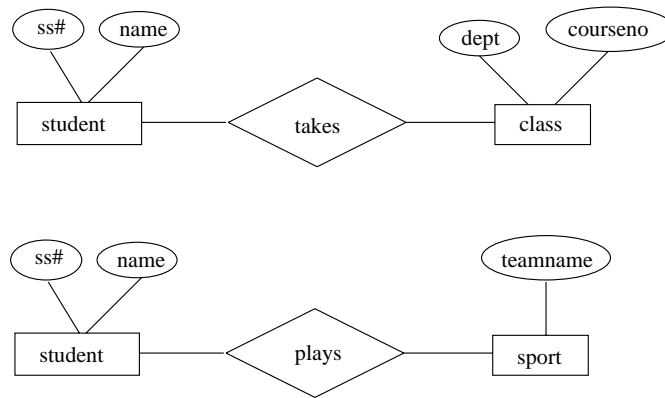 ss# name dept courseno
student takes class
ss# name teamname
student plays sport